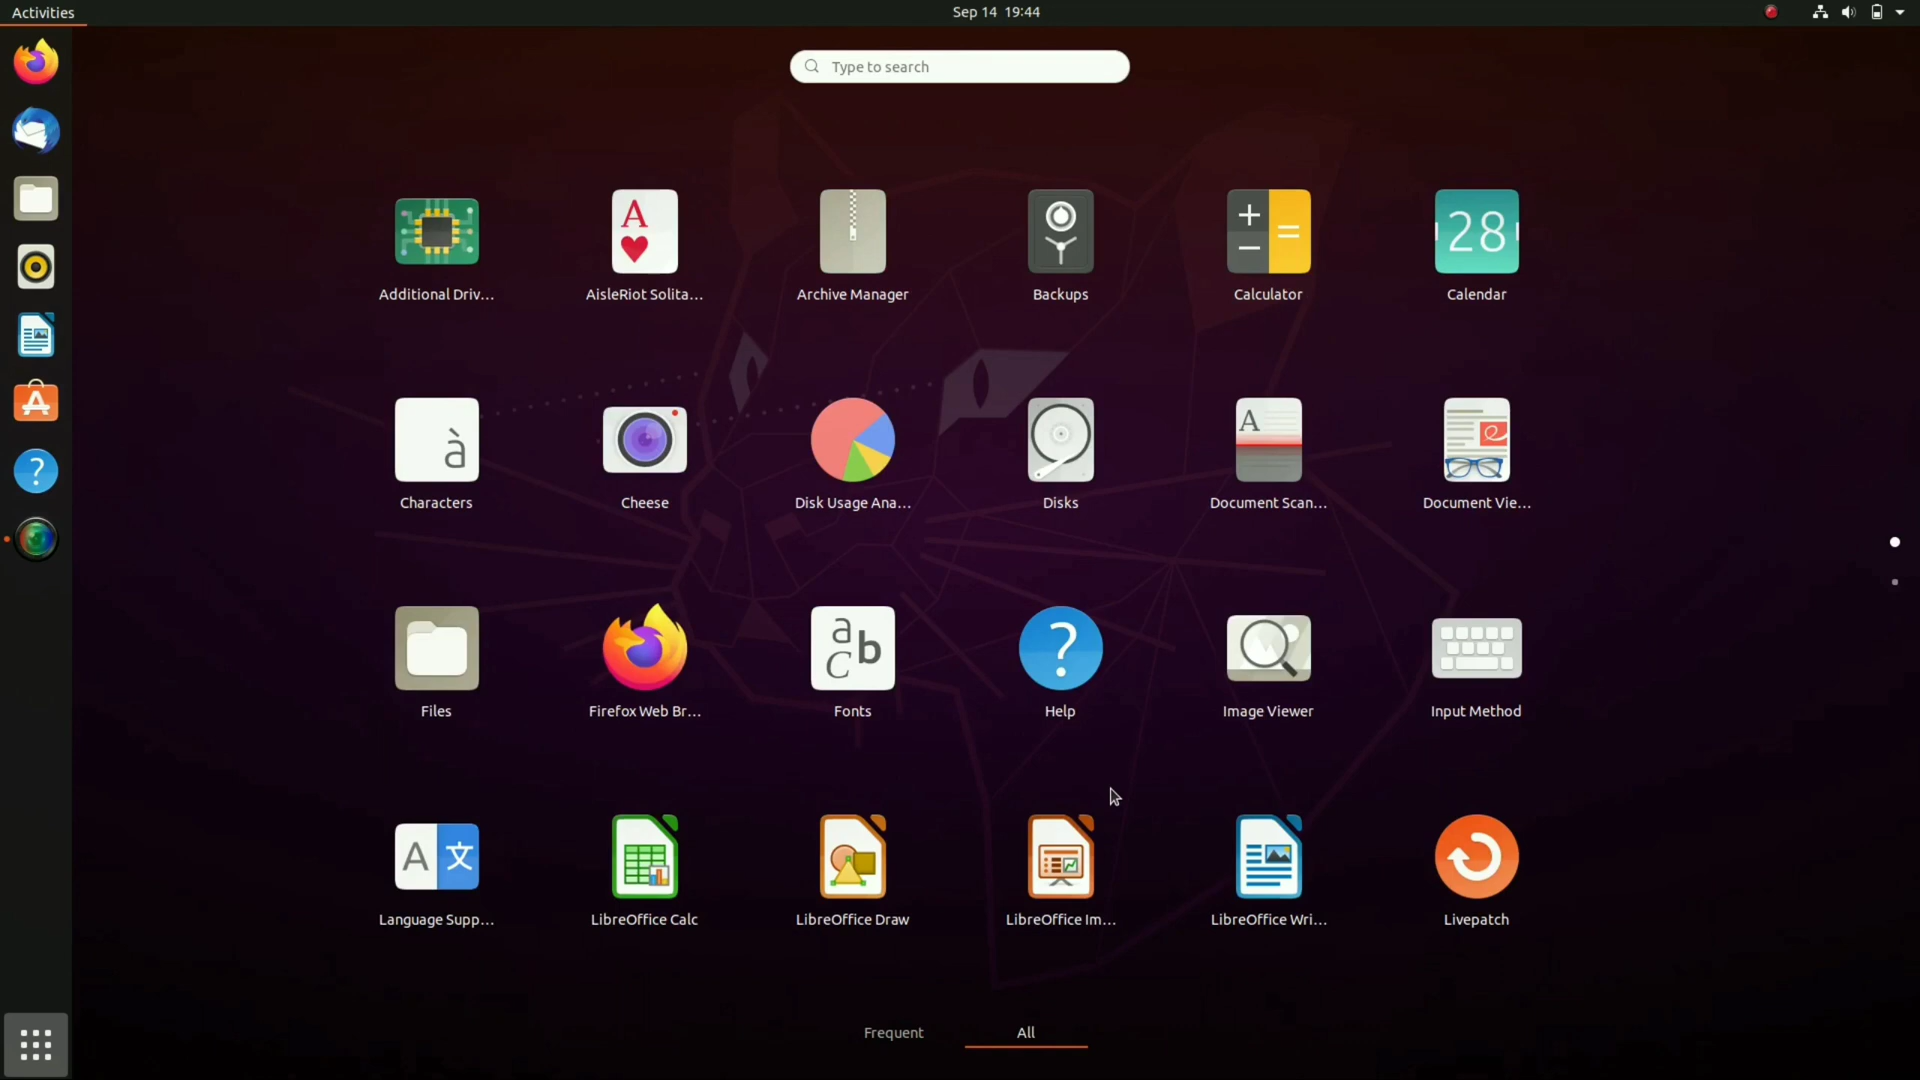 Activities
Sep 14 19:44
Type to search
Additional Driv...
AisleRiot Solita...
Archive Manager
Backups
Calculator
28
Calendar
Characters
Cheese
Disk Usage Ana...
Disks
Document Scan...
Document Vie...
Files
Firefox Web Br...
Fonts
Help
Image Viewer
Input Method
Language Supp...
LibreOffice Calc
LibreOffice Draw
LibreOffice Im...
LibreOffice Wri...
Livepatch
Frequent
All